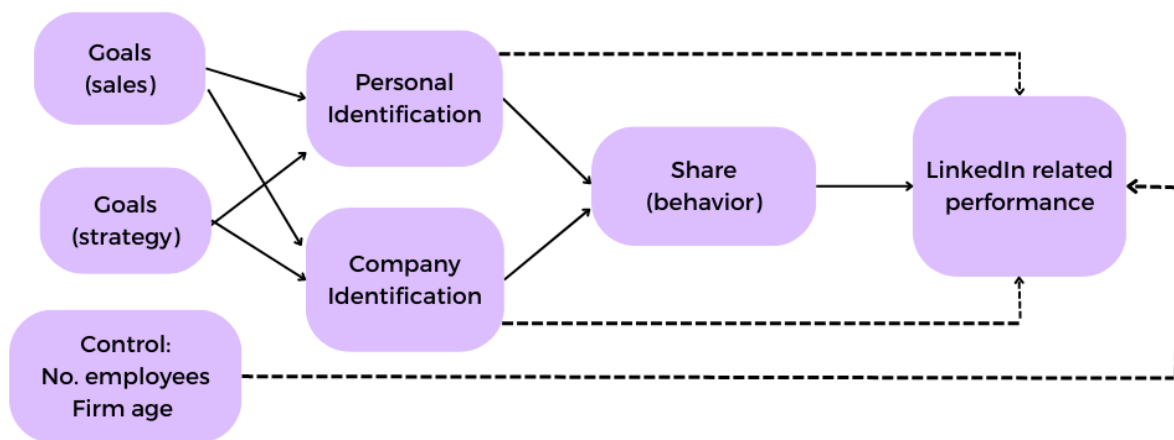 Goals
(sales)
Personal
Identification
Goals
(strategy)
Share
(behavior)
LinkedIn related
performance
Company
Identification
Control:
No. employees
Firm age